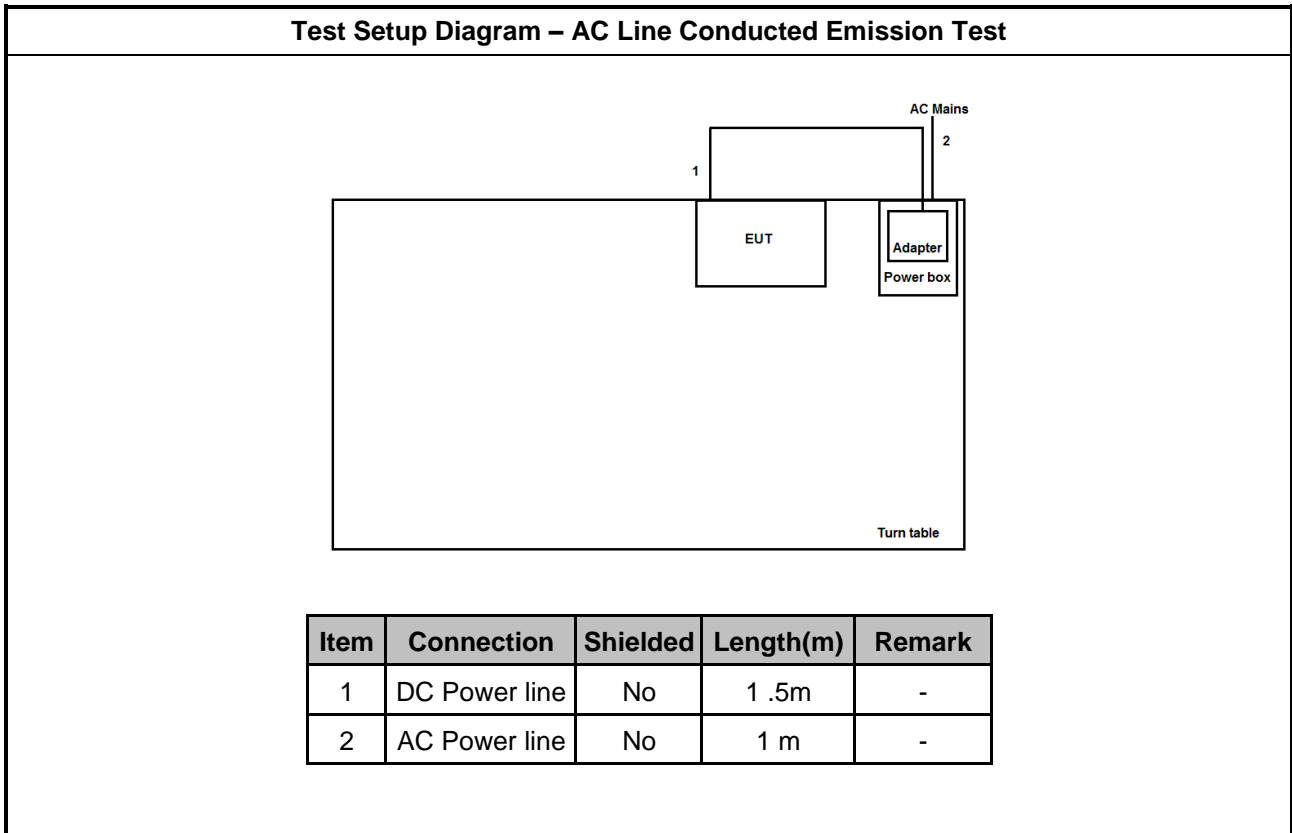 Test Setup Diagram – AC Line Conducted Emission Test
AC Mains
2
1
EUT
Adapter
Power box
Turn table
Item Connection Shielded Length(m) Remark
1 DC Power line No 1 .5m -
2 AC Power line No 1 m -